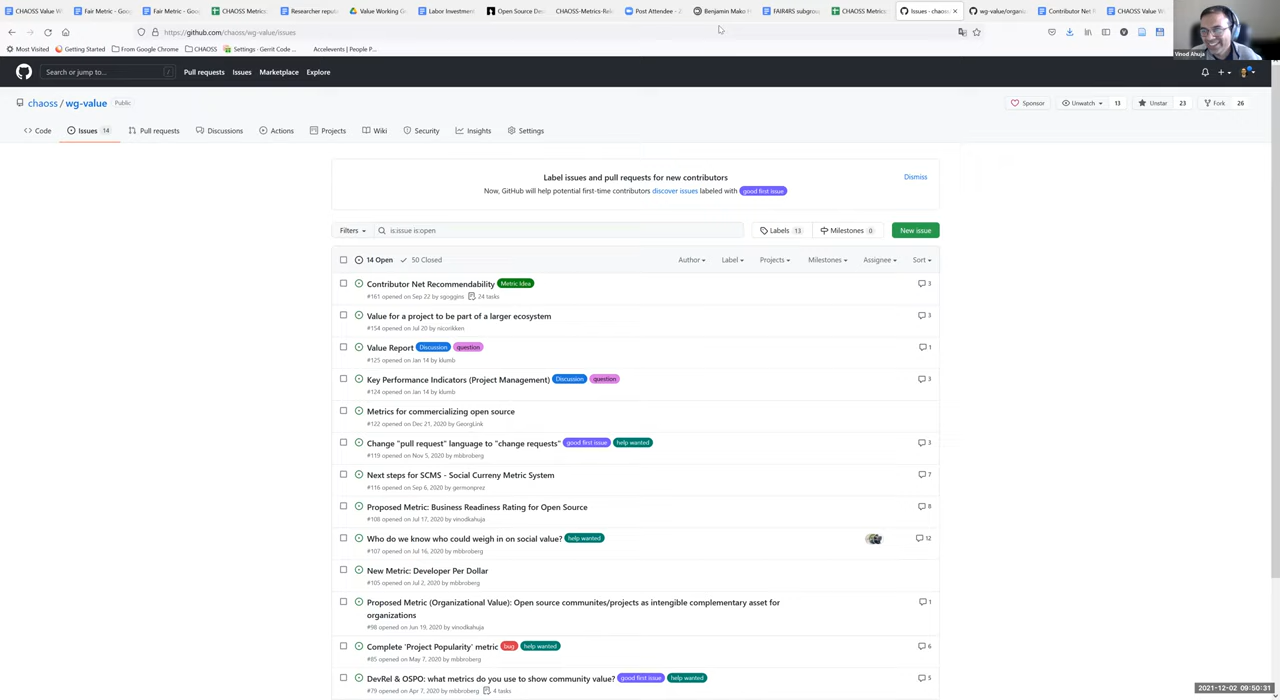 CHAOSS Value W
Fair Metric - Goog
Fair Metric - Goog
CHAOSS Metrics
Researcher reput
Value Working G
Labor Investment
Open Source De
CHAOSS-Metrics-Rele
Post Attendee - Z
Benjamin Mako H
FAIR4RS subgrou
CHAOSS Metrics
Issues - chaoss
wg-value/organiz
Contributor Net R
CHAOSS Value W
https://github.com/chaoss/wg-value/issues
Most Visited
Getting Started
From Google Chrome
CHAOSS
Settings · Gerrit Code ...
Accelevents | People P...
Vinod Ahuja
Search or jump to...
/
Pull requests
Issues
Marketplace
Explore
chaoss / wg-value Public
Sponsor
Unwatch 13
Unstar 23
Fork 26
Code
Issues 14
Pull requests
Discussions
Actions
Projects
Wiki
Security
Insights
Settings
Label issues and pull requests for new contributors
Dismiss
Now, GitHub will help potential first-time contributors discover issues labeled with good first issue
Filters
is:issue is:open
Labels 13
Milestones 0
New issue
14 Open
50 Closed
Author
Label
Projects
Milestones
Assignee
Sort
Contributor Net Recommendability Metric Idea
3
#161 opened on Sep 22 by sgoggins 24 tasks
Value for a project to be part of a larger ecosystem
3
#154 opened on Jul 20 by nicorikken
Value Report Discussion question
1
#125 opened on Jan 14 by klumb
Key Performance Indicators (Project Management) Discussion question
3
#124 opened on Jan 14 by klumb
Metrics for commercializing open source
#122 opened on Dec 21, 2020 by GeorgLink
Change "pull request" language to "change requests" good first issue help wanted
3
#119 opened on Nov 5, 2020 by mbbroberg
Next steps for SCMS - Social Curreny Metric System
7
#116 opened on Sep 6, 2020 by germonprez
Proposed Metric: Business Readiness Rating for Open Source
8
#108 opened on Jul 17, 2020 by vinodkahuja
Who do we know who could weigh in on social value? help wanted
12
#107 opened on Jul 16, 2020 by mbbroberg
New Metric: Developer Per Dollar
#105 opened on Jul 2, 2020 by mbbroberg
Proposed Metric (Organizational Value): Open source communites/projects as intangible complementary asset for
organizations
1
#98 opened on Jun 19, 2020 by vinodkahuja
Complete 'Project Popularity' metric bug help wanted
6
#85 opened on May 7, 2020 by mbbroberg
DevRel & OSPO: what metrics do you use to show community value? good first issue help wanted
5
#79 opened on Apr 7, 2020 by mbbroberg 4 tasks
2021-12-02 09:50:31